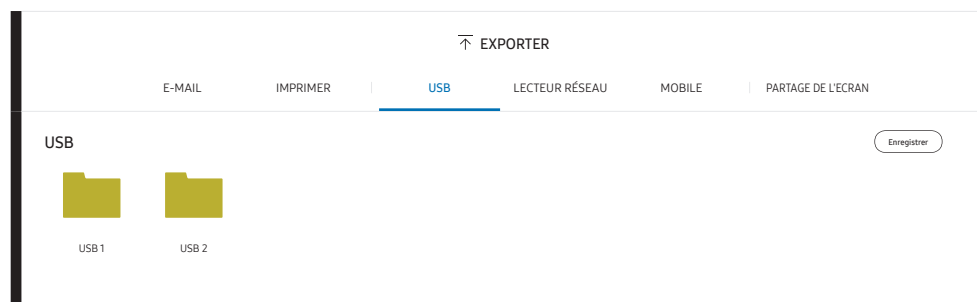 EXPORTER
E-MAIL IMPRIMER USB LECTEUR RÉSEAU MOBILE PARTAGE DE L'ECRAN
USB Enregistrer
USB 1 USB 2